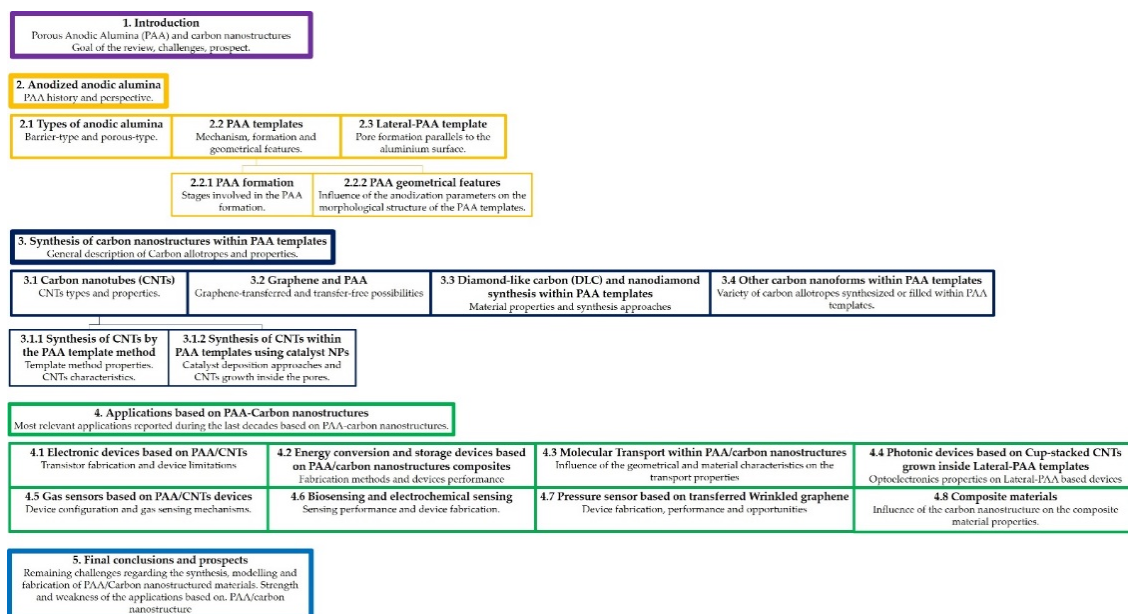 1. Introduction
Porous Anodic Alumina (PAA) and carbon nanostructures
Goal of the review, challenges, prospect.
2. Anodized anodic alumina
PAA history and perspective.
2.1 Types of anodic alumina
Barrier-type and porous-type.
2.2 PAA templates
Mechanism, formation and
geometrical features.
2.3 Lateral-PAA template
Pore formation parallels to the
aluminium surface.
2.2.1 PAA formation
Stages involved in the PAA
formation.
2.2.2 PAA geometrical features
Influence of the anodization parameters on the
morphological structure of the PAA templates.
3. Synthesis of carbon nanostructures within PAA templates
General description of Carbon allotropes and properties.
3.1 Carbon nanotubes (CNTs)
CNTs types and properties.
3.2 Graphene and PAA
Graphene-transferred and transfer-free possibilities
3.3 Diamond-like carbon (DLC) and nanodiamond
synthesis within PAA templates
Material properties and synthesis approaches
3.4 Other carbon nanoforms within PAA templates
Variety of carbon allotropes synthesized or filled within PAA
templates.
3.1.1 Synthesis of CNTs by
the PAA template method
Template method properties.
CNTs characteristics.
3.1.2 Synthesis of CNTs within
PAA templates using catalyst NPs
Catalyst deposition approaches and
CNTs growth inside the pores.
4. Applications based on PAA-Carbon nanostructures
Most relevant applications reported during the last decades based on PAA-carbon nanostructures.
4.1 Electronic devices based on PAA/CNTs
Transistor fabrication and device limitations
4.2 Energy conversion and storage devices based
on PAA/carbon nanostructures composites
Fabrication methods and devices performance
4.3 Molecular Transport within PAA/carbon nanostructures
Influence of the geometrical and material characteristics on the
transport properties
4.4 Photonic devices based on Cup-stacked CNTs
grown inside Lateral-PAA templates
Optoelectronics properties on Lateral-PAA based devices
4.5 Gas sensors based on PAA/CNTs devices
Device configuration and gas sensing mechanisms.
4.6 Biosensing and electrochemical sensing
Sensing performance and device fabrication.
4.7 Pressure sensor based on transferred Wrinkled graphene
Device fabrication, performance and opportunities
4.8 Composite materials
Influence of the carbon nanostructure on the composite
material properties.
5. Final conclusions and prospects
Remaining challenges regarding the synthesis, modelling and
fabrication of PAA/Carbon nanostructured materials. Strength
and weakness of the applications based on. PAA/carbon
nanostructure